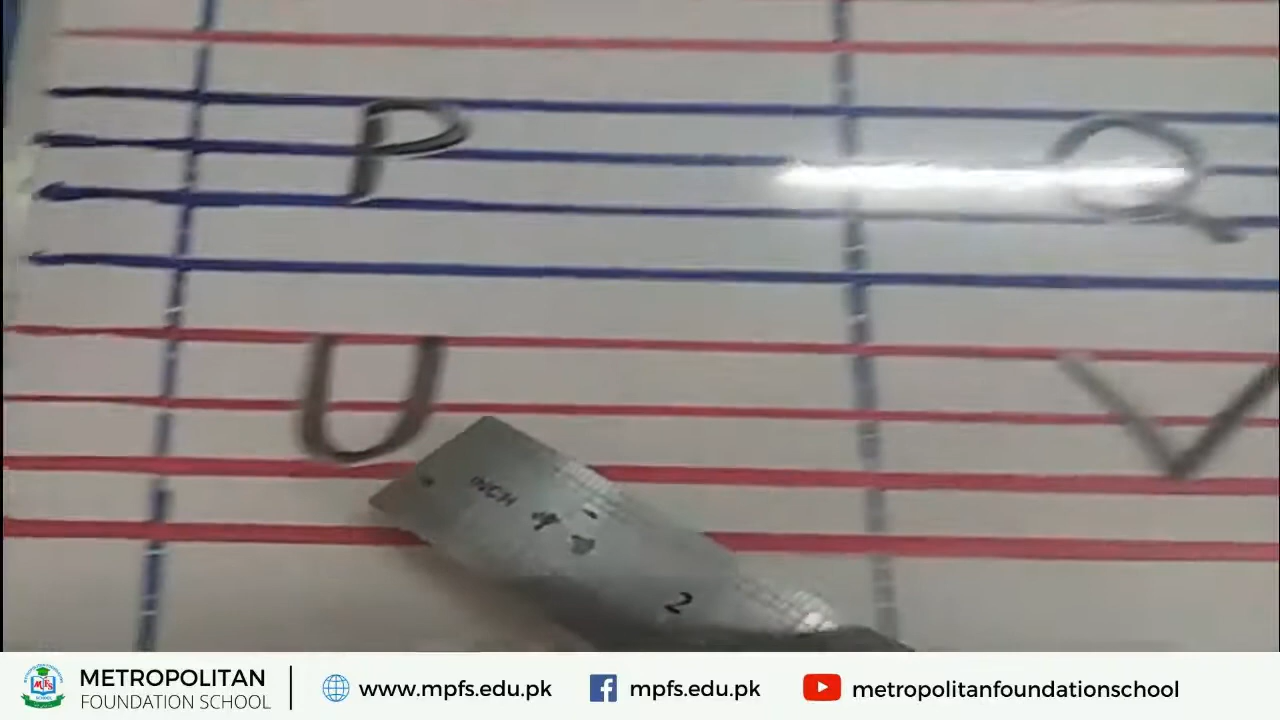 P Q
U V
INCH
2
METROPOLITAN
FOUNDATION SCHOOL
www.mpfs.edu.pk
mpfs.edu.pk
metropolitanfoundationschool